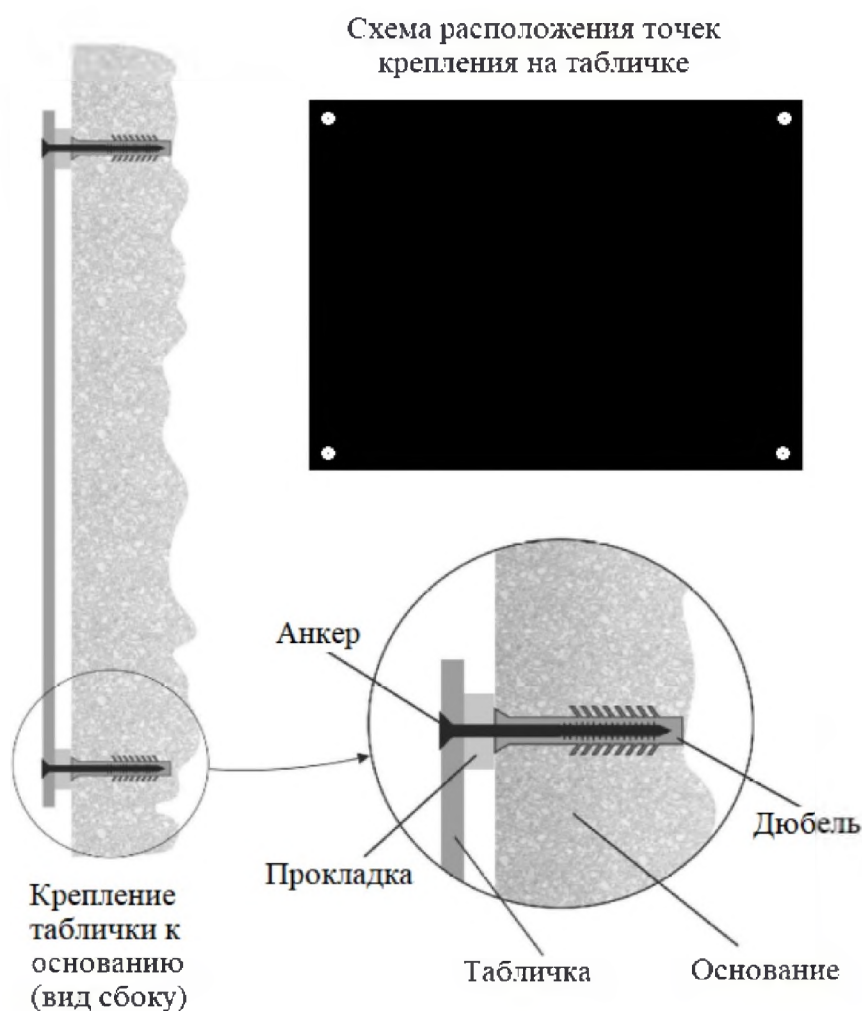 Схема расположения точек
крепления на табличке
Анкер
Дюбель
Прокладка
Крепление
таблички к
основанию
(вид сбоку)
Табличка
Основание